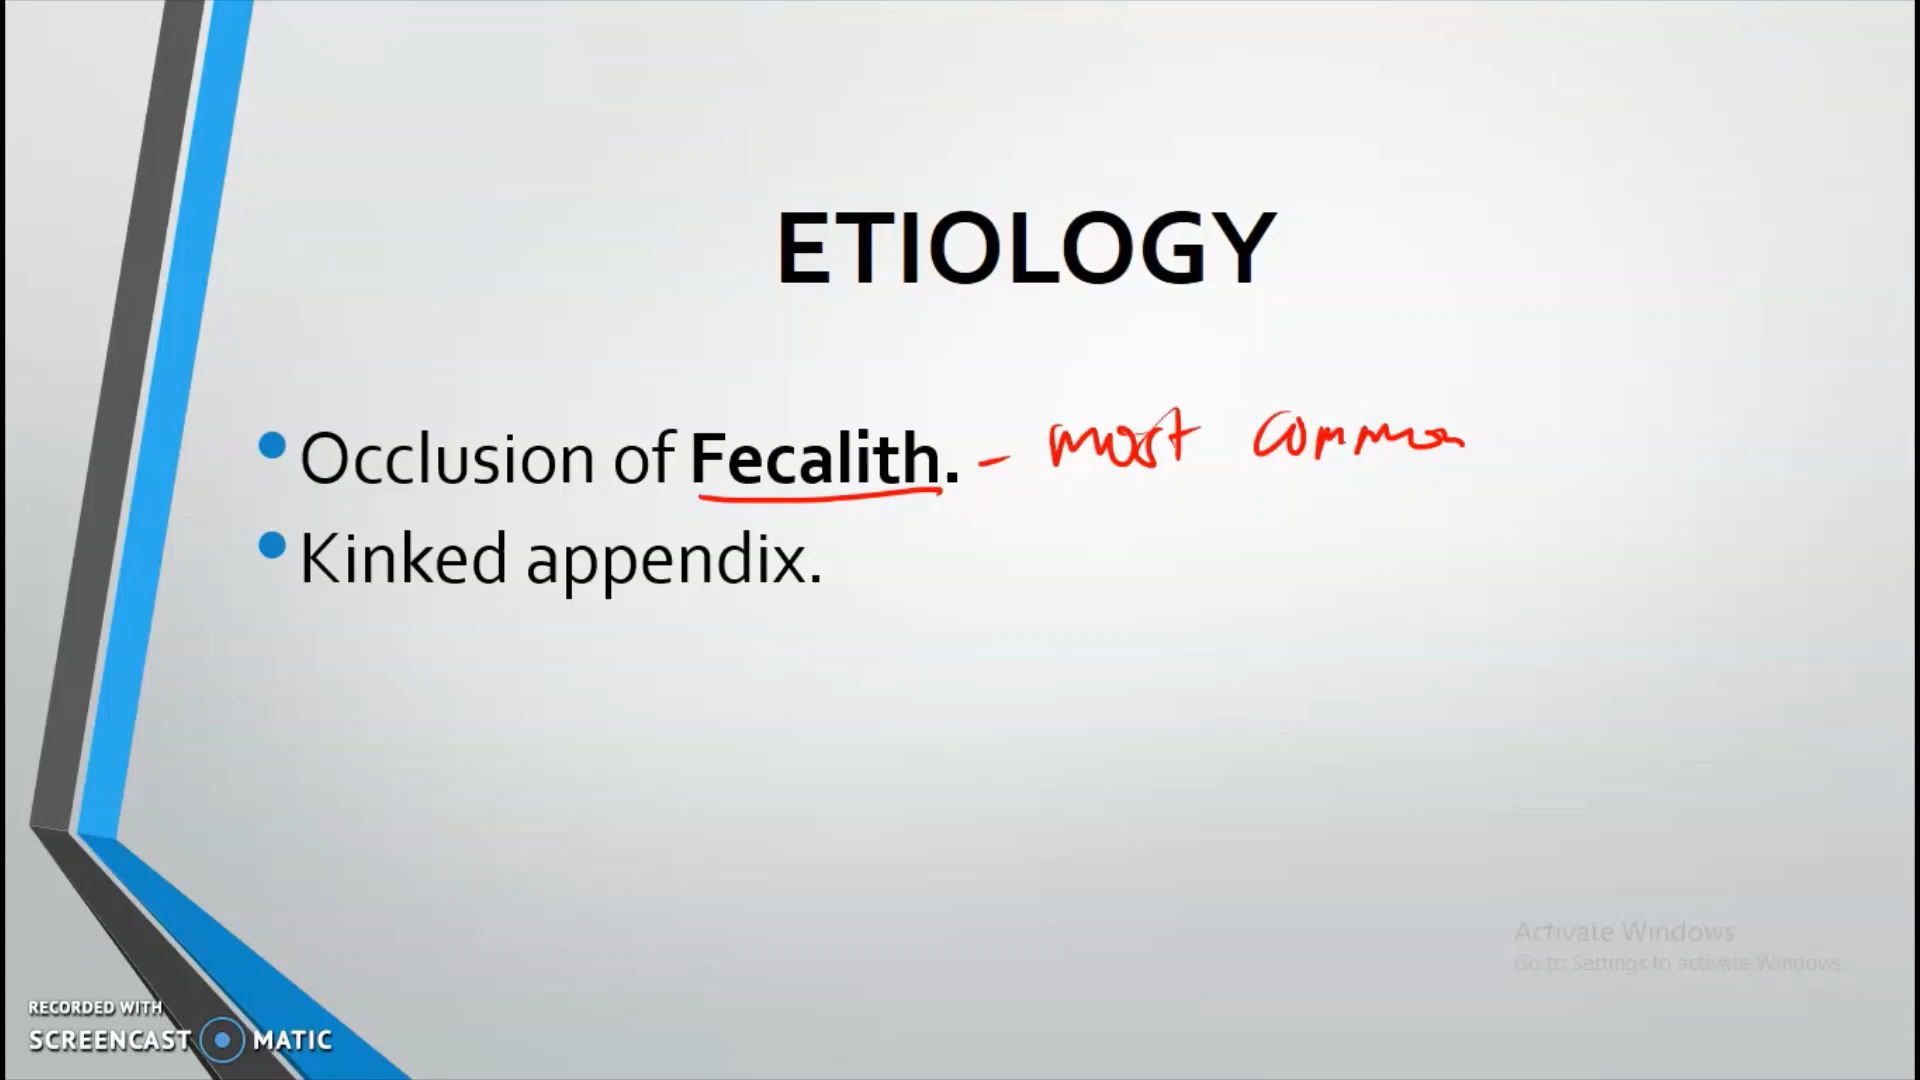 ETIOLOGY
• Occlusion of Fecalith. - most common
• Kinked appendix.
Activate Windows
Go to Settings to activate Windows.
RECORDED WITH
SCREENCAST MATIC